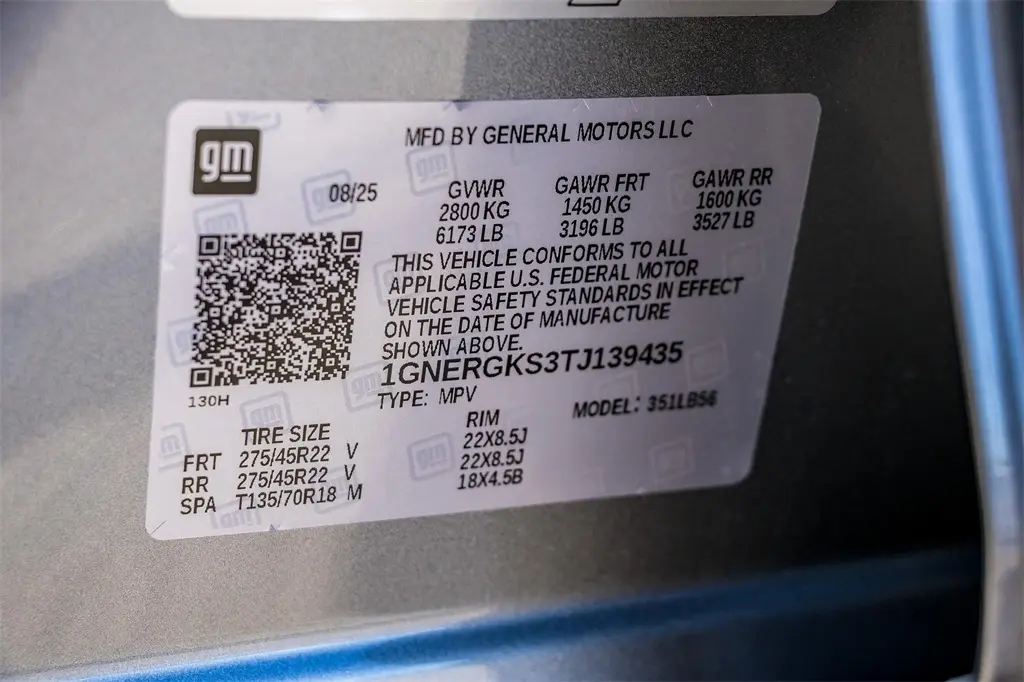 gm
MFD BY GENERAL MOTORS LLC
08/25
GVWR GAWR FRT GAWR RR
2800 KG 1450 KG 1600 KG
6173 LB 3196 LB 3527 LB
THIS VEHICLE CONFORMS TO ALL
APPLICABLE U.S. FEDERAL MOTOR
VEHICLE SAFETY STANDARDS IN EFFECT
ON THE DATE OF MANUFACTURE
SHOWN ABOVE.
1GNERGKS3TJ139435
130H
TYPE: MPV MODEL: 351LB56
TIRE SIZE RIM
FRT 275/45R22 V 22X8.5J
RR 275/45R22 V 22X8.5J
SPA T135/70R18 M 18X4.5B